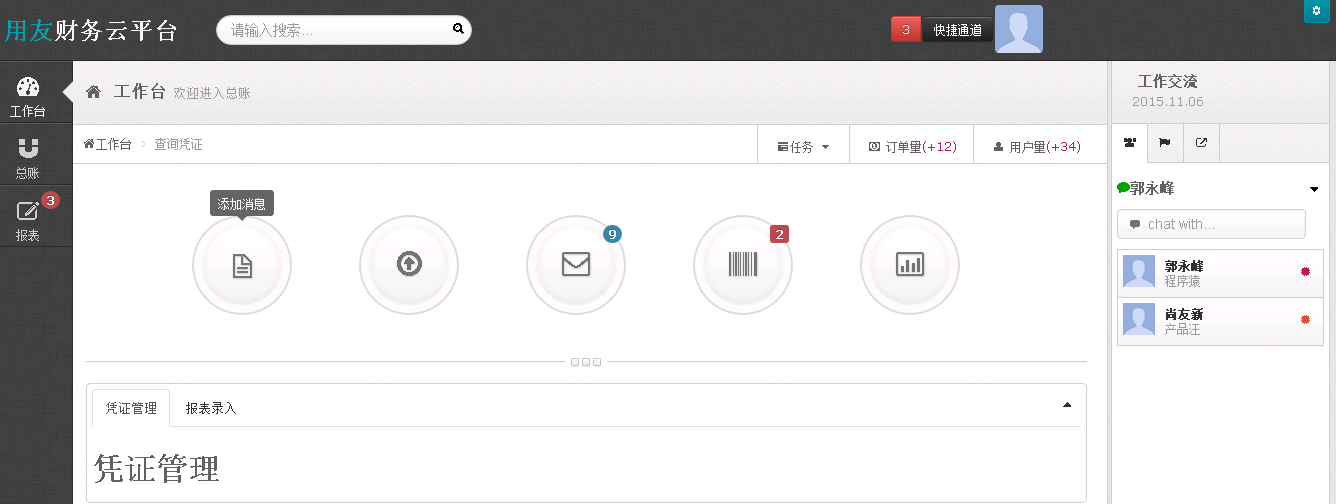 用友财务云平台
请输入搜索...
3
快捷通道
工作台
总账
3
报表
工作台 欢迎进入总账
工作台 查询凭证
任务
订单量(+12)
用户量(+34)
添加消息
9
2
凭证管理
报表录入
凭证管理
工作交流
2015.11.06
郭永峰
chat with...
郭永峰
程序猿
肖友新
产品汪